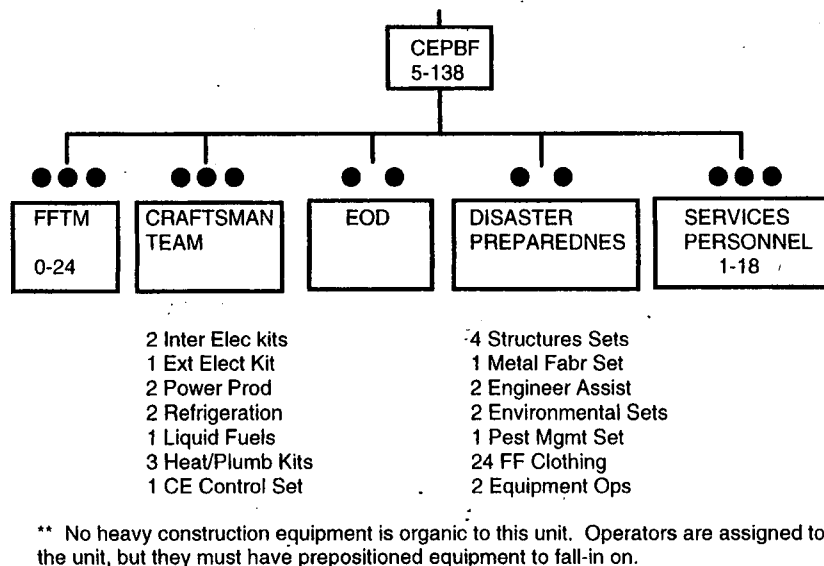 CEPBF
5-138
FFTM
0-24
CRAFTSMAN
TEAM
EOD
DISASTER
PREPAREDNES
SERVICES
PERSONNEL
1-18
2 Inter Elec kits
1 Ext Elect Kit
2 Power Prod
2 Refrigeration
1 Liquid Fuels
3 Heat/Plumb Kits
1 CE Control Set
4 Structures Sets
1 Metal Fabr Set
2 Engineer Assist
2 Environmental Sets
1 Pest Mgmt Set
24 FF Clothing
2 Equipment Ops
** No heavy construction equipment is organic to this unit. Operators are assigned to
the unit, but they must have prepositioned equipment to fall-in on.